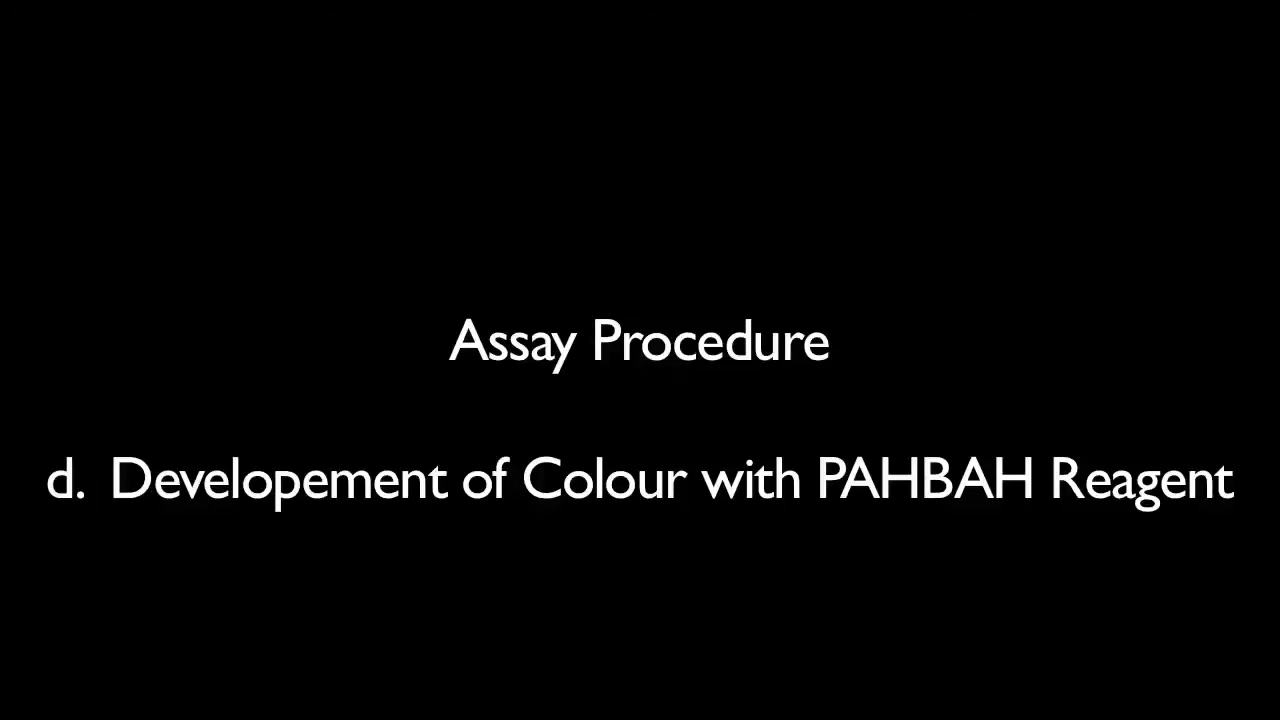 Assay Procedure
d. Developement of Colour with PAHBAH Reagent